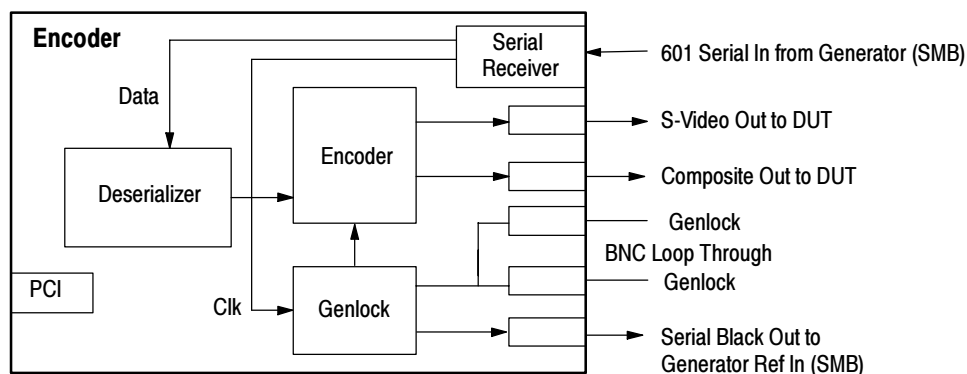 Encoder
Serial
Receiver
601 Serial In from Generator (SMB)
Data
S-Video Out to DUT
Encoder
Deserializer
Composite Out to DUT
Genlock
BNC Loop Through
Genlock
PCI
Clk
Genlock
Serial Black Out to
Generator Ref In (SMB)